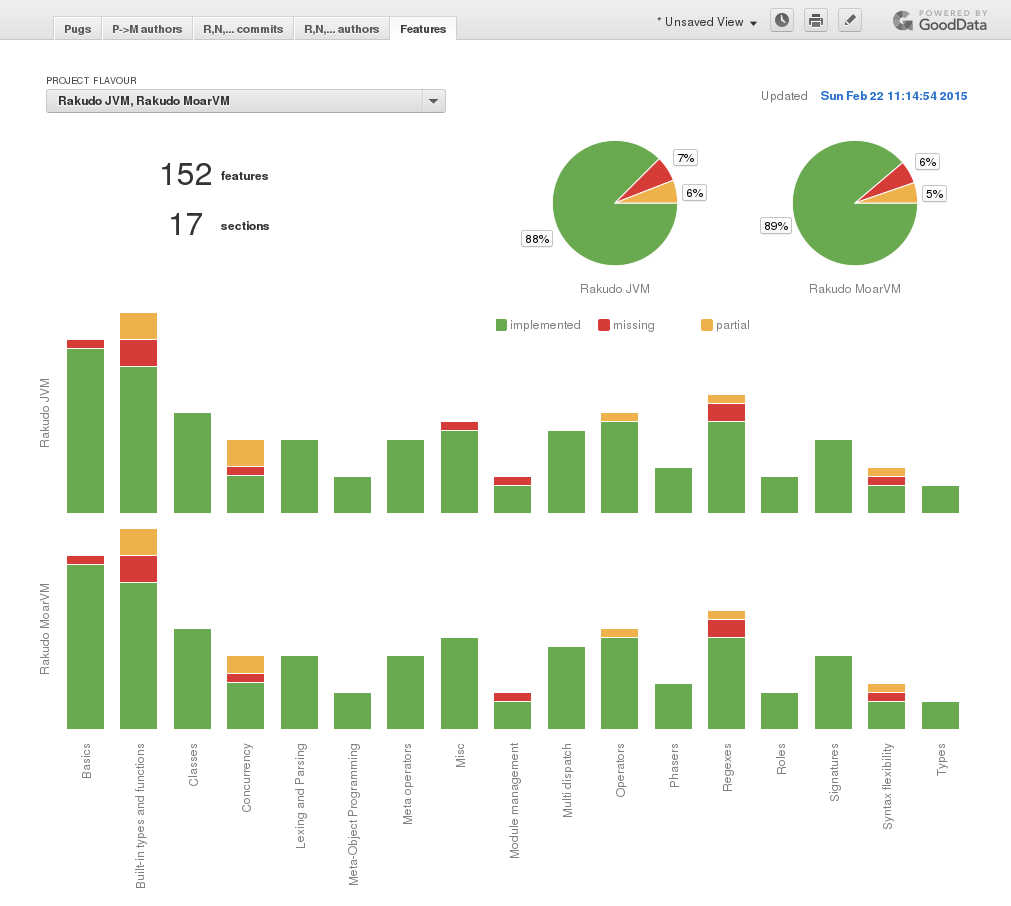 Pugs
P->M authors
R,N,... commits
R,N,... authors
Features
* Unsaved View
POWERED BY
GoodData
PROJECT FLAVOUR
Rakudo JVM, Rakudo MoarVM
Updated Sun Feb 22 11:14:54 2015
152 features
17 sections
7%
6%
88%
Rakudo JVM
6%
5%
89%
Rakudo MoarVM
implemented
missing
partial
Rakudo JVM
Rakudo MoarVM
Basics
Built-in types and functions
Classes
Concurrency
Lexing and Parsing
Meta-Object Programming
Meta operators
Misc
Module management
Multi dispatch
Operators
Phasers
Regexes
Roles
Signatures
Syntax flexibility
Types